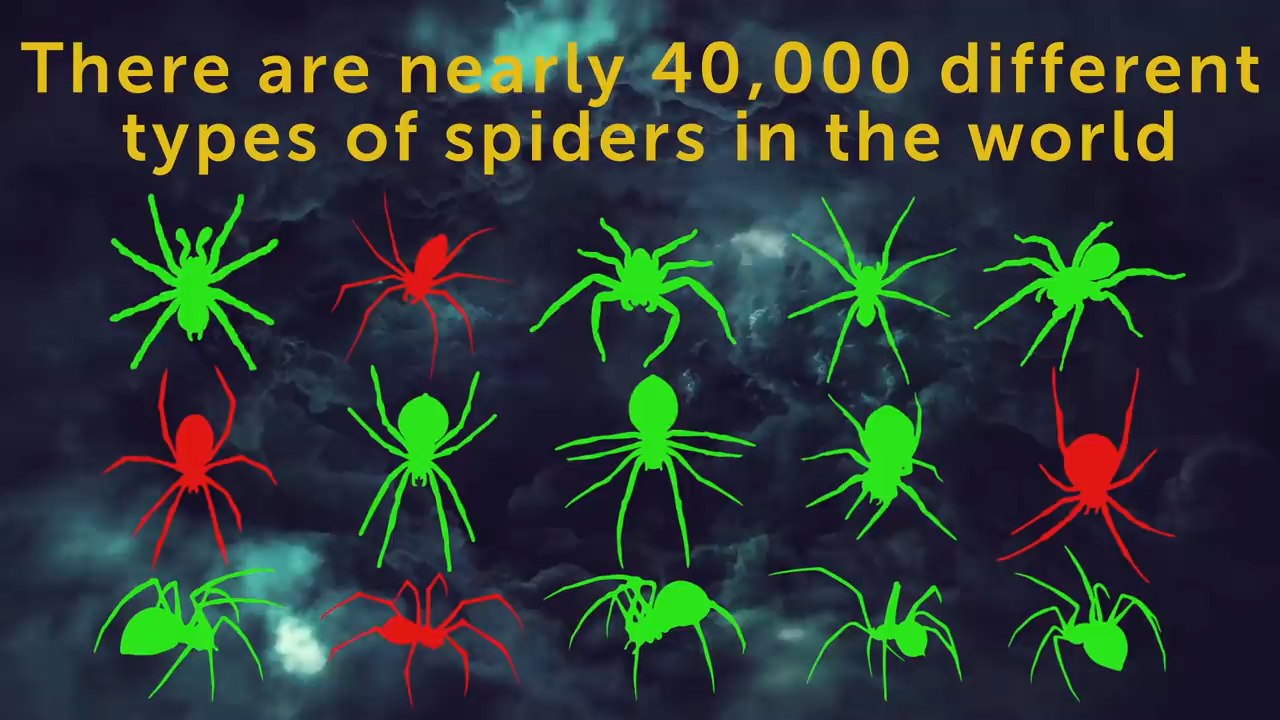 There are nearly 40,000 different
types of spiders in the world